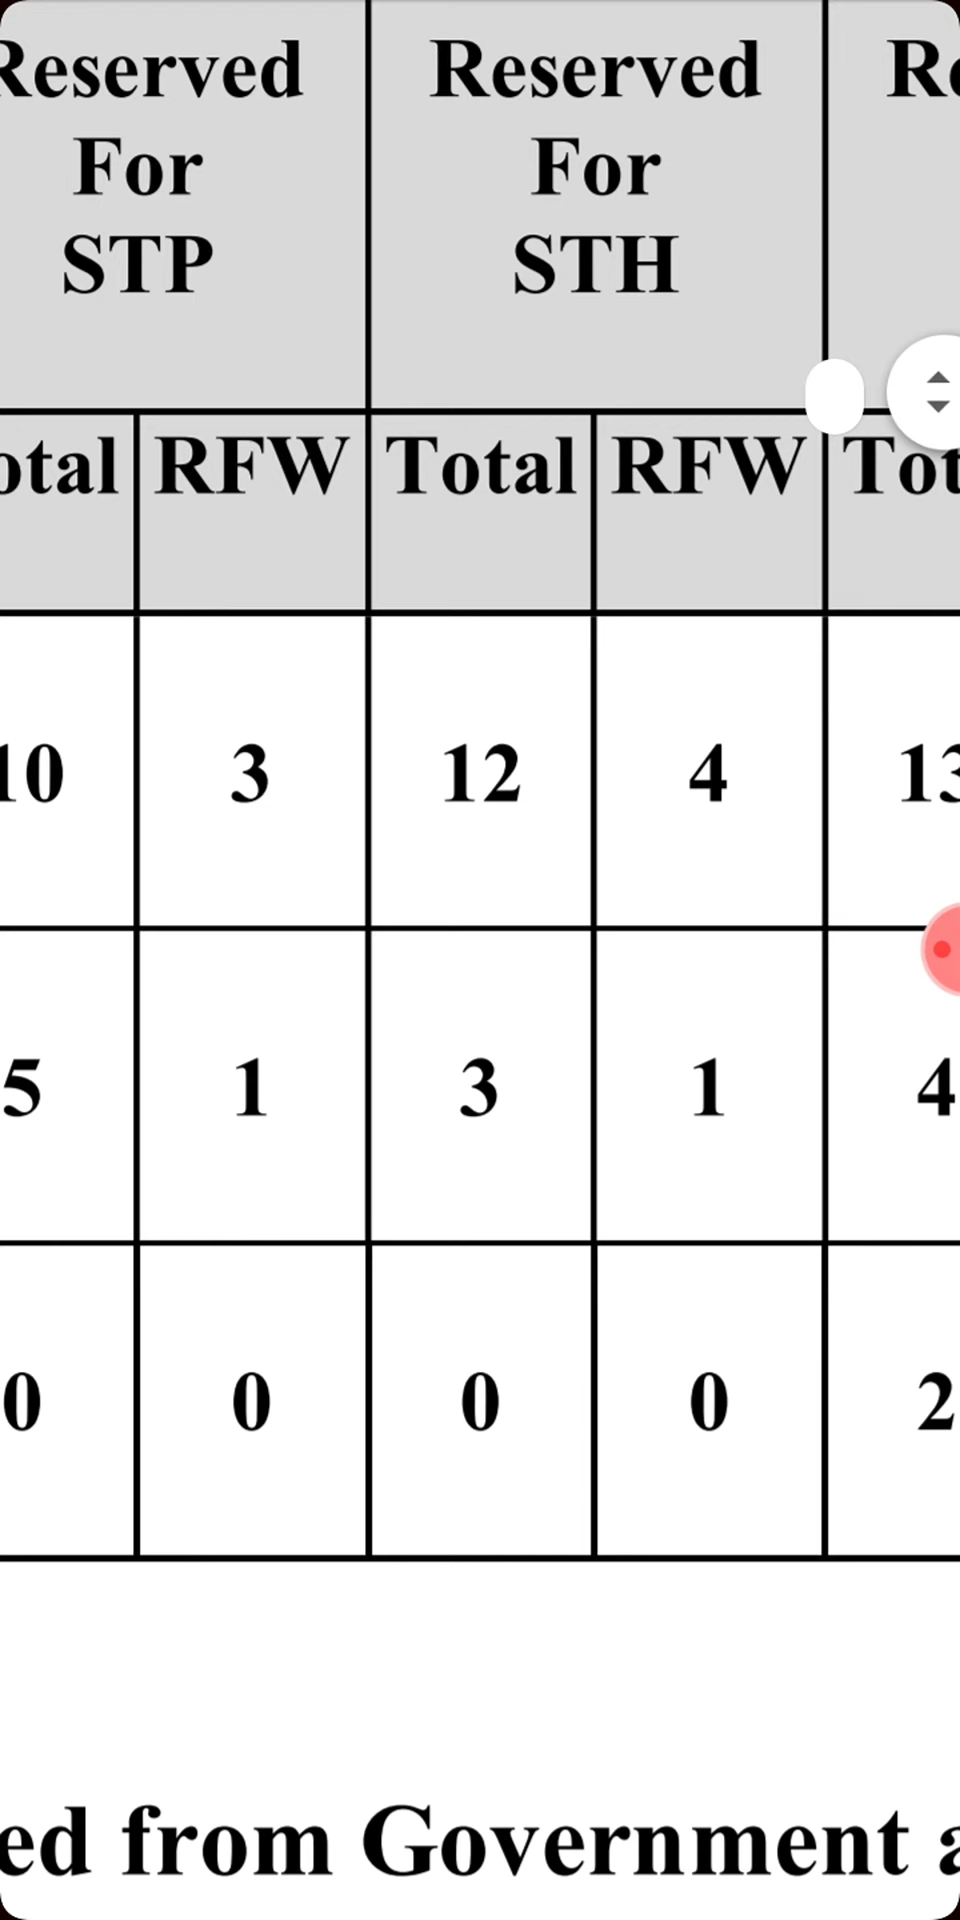 Reserved For STP Reserved For STH
RFW Total RFW
10 3 12 4
5 1 3 1 4
0 0 0 0 2
from Government